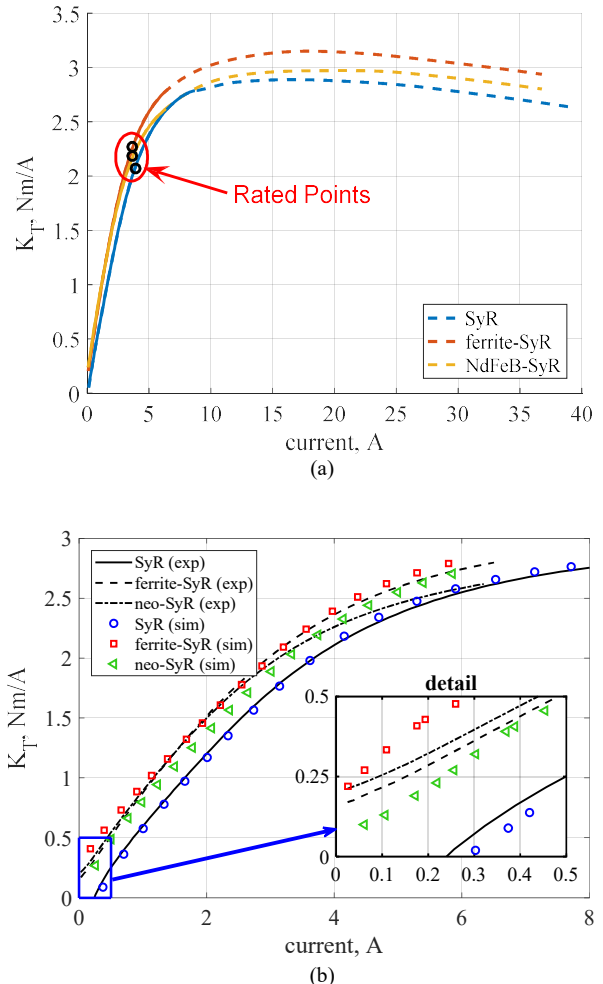 3.5
3
2.5
2
1.5
1
0.5
0
K_T, Nm/A
Rated Points
SyR
ferrite-SyR
NdFeB-SyR
0 5 10 15 20 25 30 35 40
current, A
(a)
3
2.5
2
1.5
1
0.5
0
K_T, Nm/A
SyR (exp)
ferrite-SyR (exp)
neo-SyR (exp)
SyR (sim)
ferrite-SyR (sim)
neo-SyR (sim)
detail
0.5
0.25
0
0 0.1 0.2 0.3 0.4 0.5
0 2 4 6 8
current, A
(b)